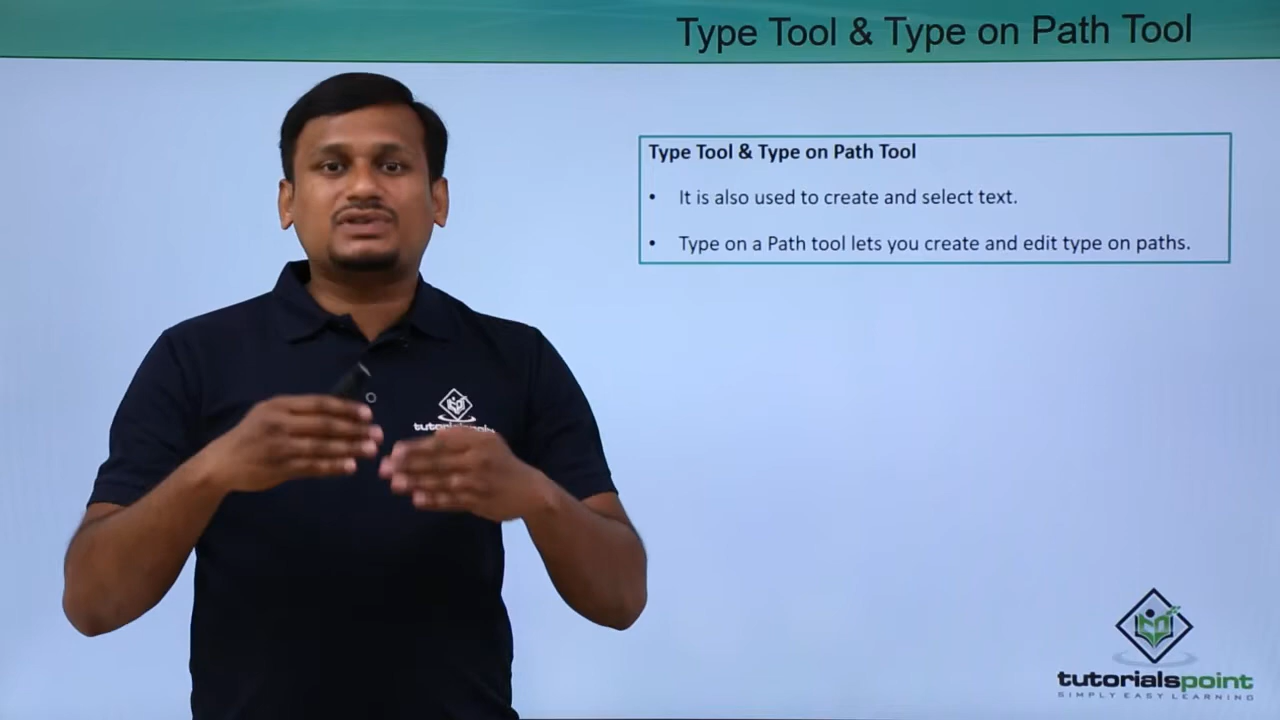 Type Tool & Type on Path Tool
Type Tool & Type on Path Tool
• It is also used to create and select text.
• Type on a Path tool lets you create and edit type on paths.
tutorialspoint
tutorialspoint
SIMPLY EASY LEARNING